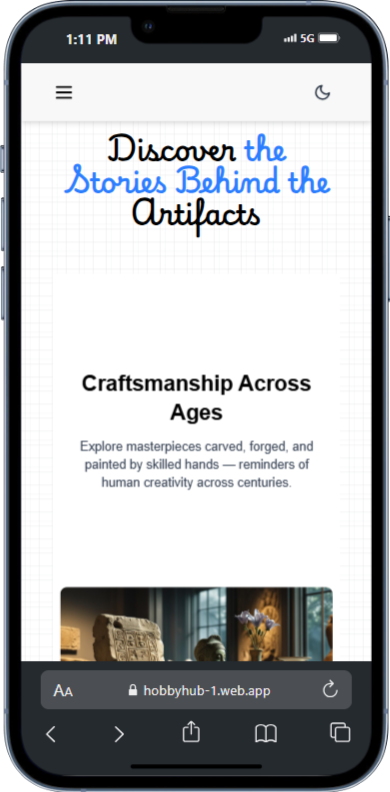 1:11 PM
5G
Discover the
Stories Behind the
Artifacts
Craftsmanship Across
Ages
Explore masterpieces carved, forged, and
painted by skilled hands — reminders of
human creativity across centuries.
AA
hobbyhub-1.web.app